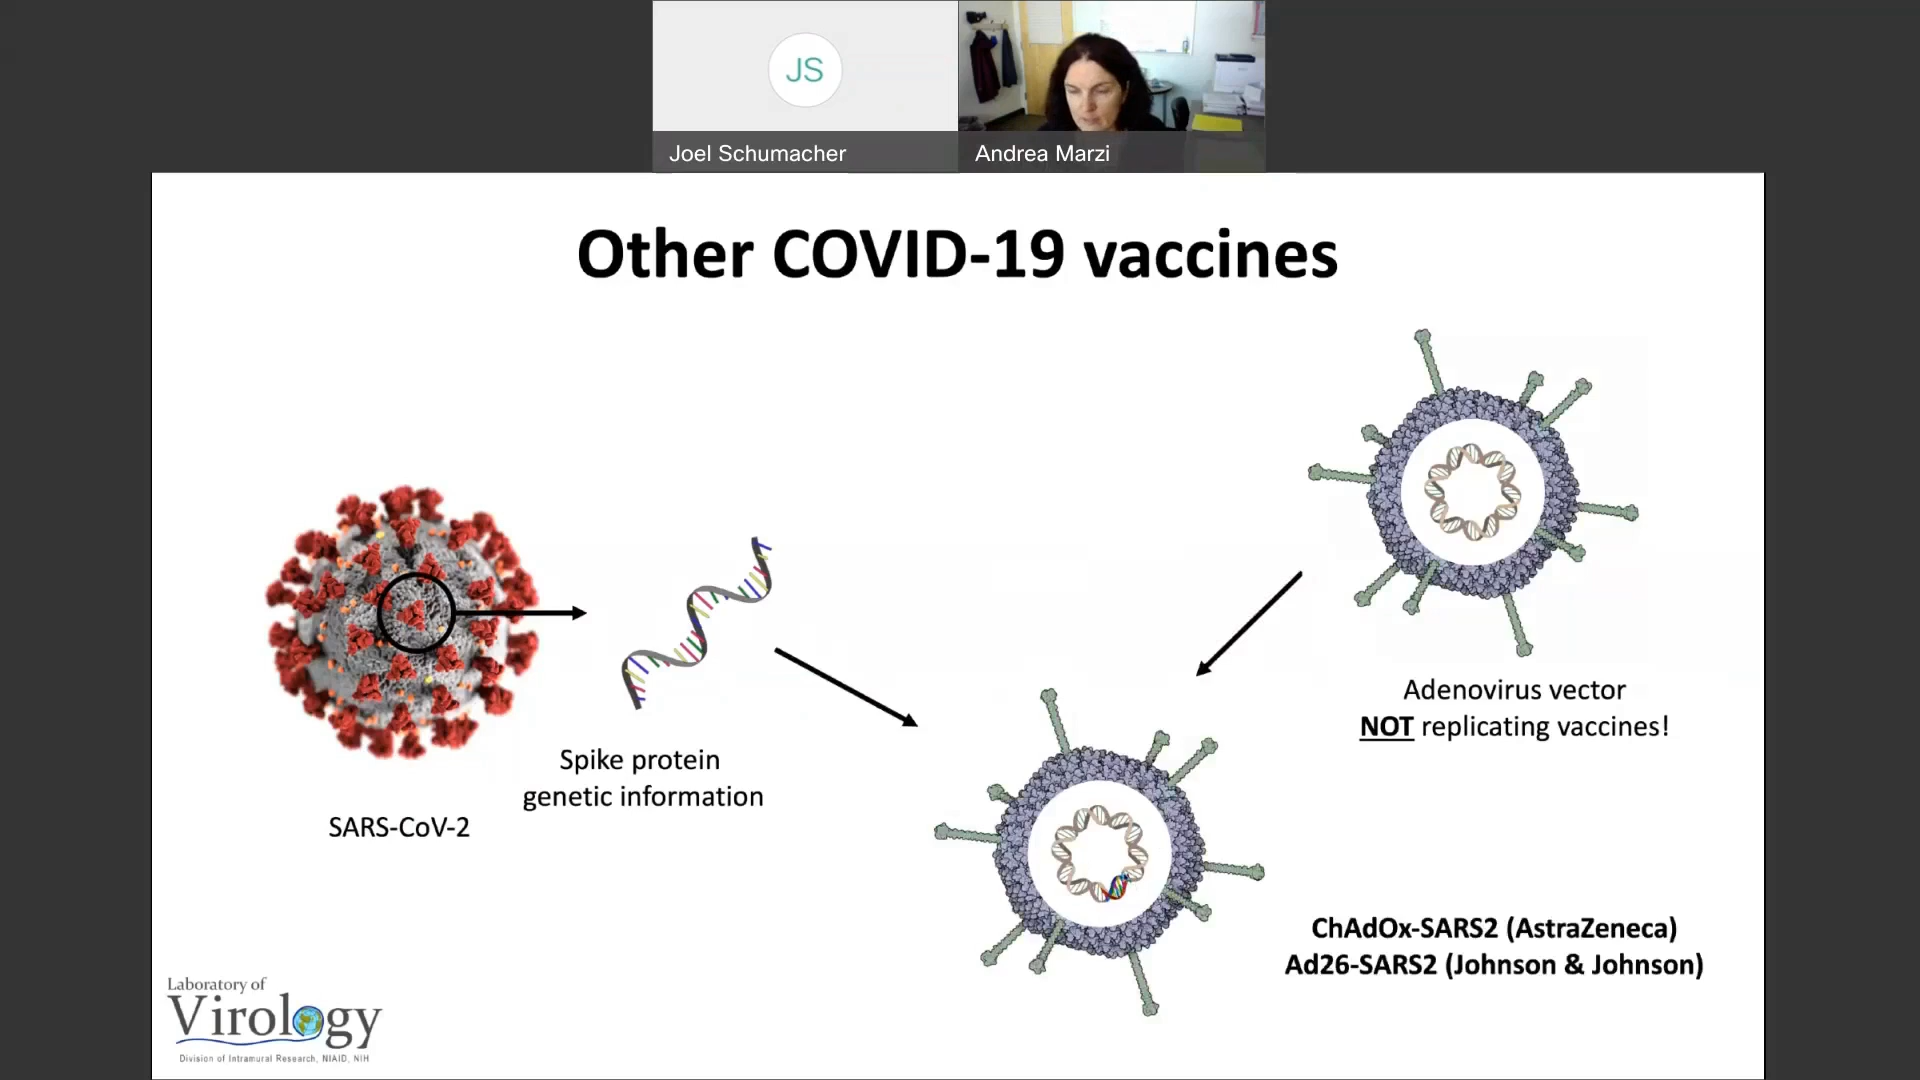 JS
Joel Schumacher
Andrea Marzi
Other COVID-19 vaccines
Adenovirus vector
NOT replicating vaccines!
Spike protein
genetic information
SARS-CoV-2
ChAdOx-SARS2 (AstraZeneca)
Ad26-SARS2 (Johnson & Johnson)
Laboratory of
Virology
Division of Intramural Research, NIAID, NIH